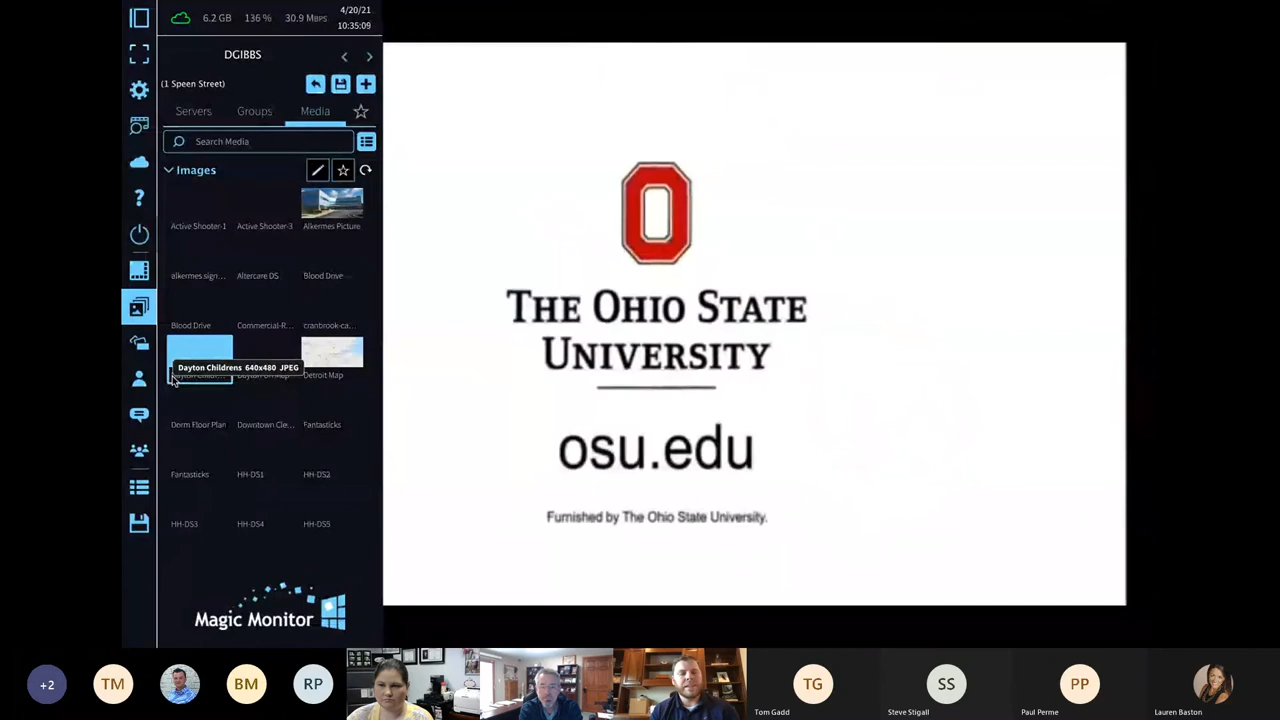 6.2 GB 136 % 30.9 MBPS 4/20/21
10:35:09
DGIBBS
(1 Speen Street)
Servers Groups Media
Search Media
Images
Active Shooter-1 Active Shooter-3 Alkermes Picture
alkermes sign... Altercare DS Blood Drive
Blood Drive Commercial-R... cranbrook-ca...
Dayton Childrens 640x480 JPEG
Detroit Map
Dorm Floor Plan Downtown Cle... Fantasticks
Fantasticks HH-DS1 HH-DS2
HH-DS3 HH-DS4 HH-DS5
Magic Monitor
THE OHIO STATE
UNIVERSITY
osu.edu
Furnished by The Ohio State University.
+2 TM BM RP TG SS PP
Tom Gadd Steve Stigall Paul Perme Lauren Baston